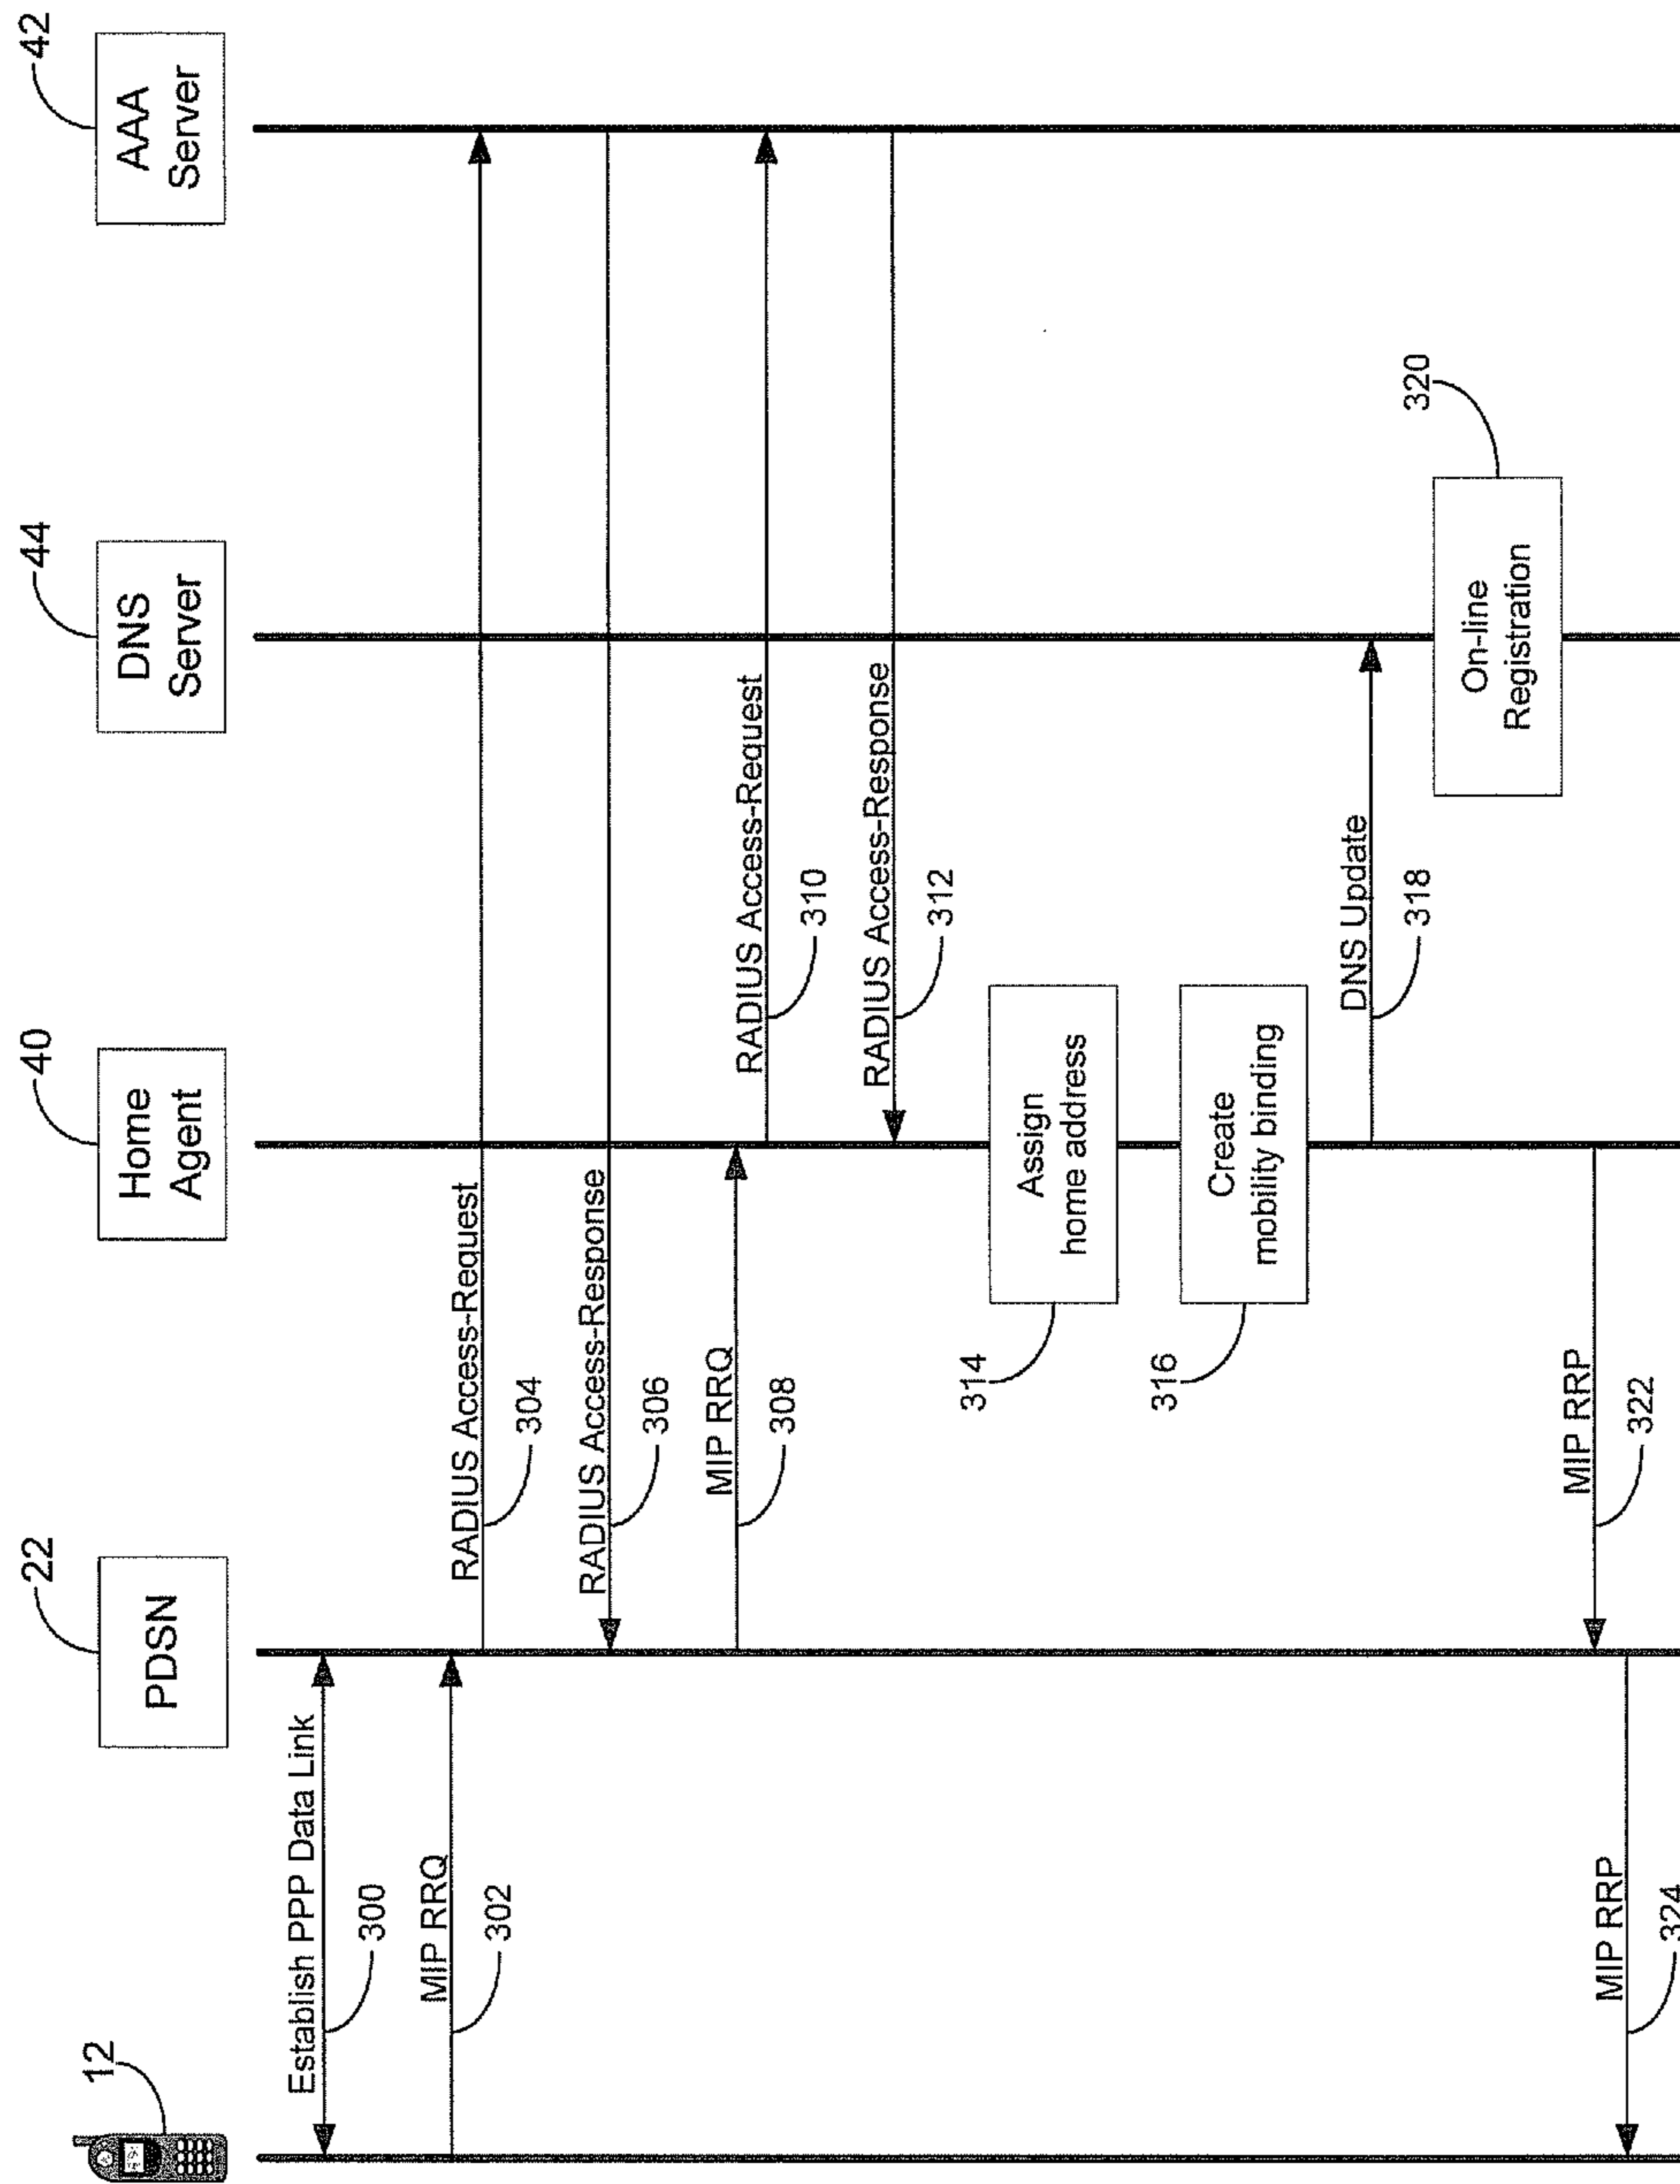 12
22
PDSN
40
Home
Agent
44
DNS
Server
42
AAA
Server
Establish PPP Data Link
300
MIP RRQ
302
RADIUS Access-Request
304
RADIUS Access-Response
306
MIP RRQ
308
RADIUS Access-Request
310
RADIUS Access-Response
312
Assign
home address
314
Create
mobility binding
316
DNS Update
318
On-line
Registration
320
MIP RRP
322
MIP RRP
324